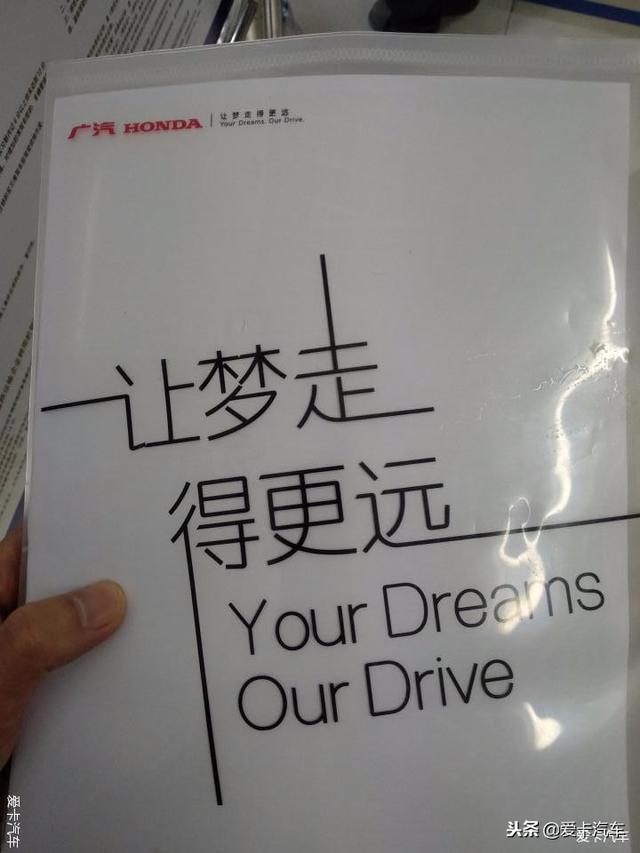 广汽 HONDA
让梦走得更远
Your Dreams. Our Drive.
让梦走
得更远
Your Dreams
Our Drive
爱卡汽车
头条@爱卡汽车
爱卡汽车